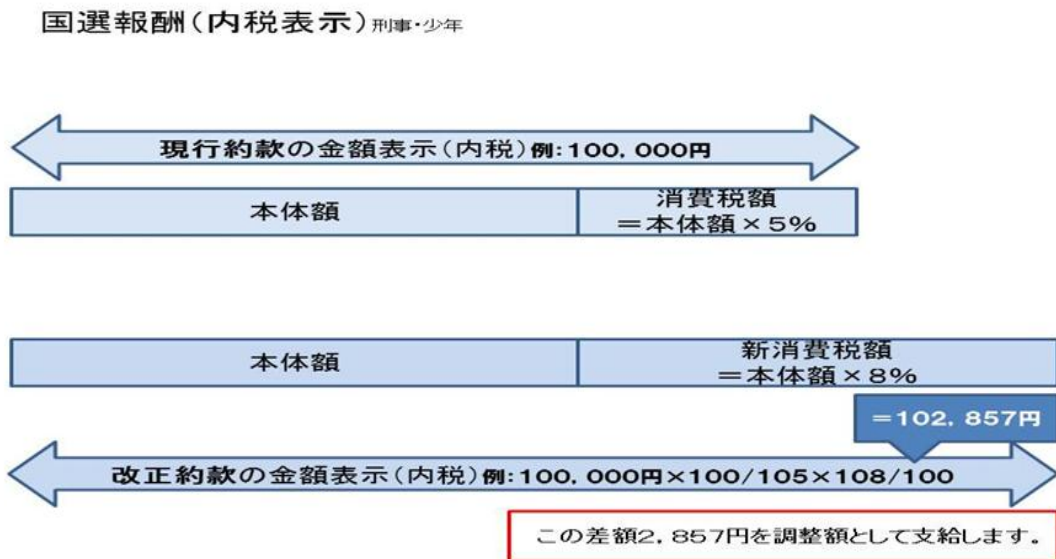 国選報酬(内税表示)刑事・少年
現行約款の金額表示(内税)例:100,000円
本体額
消費税額
=本体額×5%
本体額
新消費税額
=本体額×8%
=102,857円
改正約款の金額表示(内税)例:100,000円×100/105×108/100
この差額2,857円を調整額として支給します。